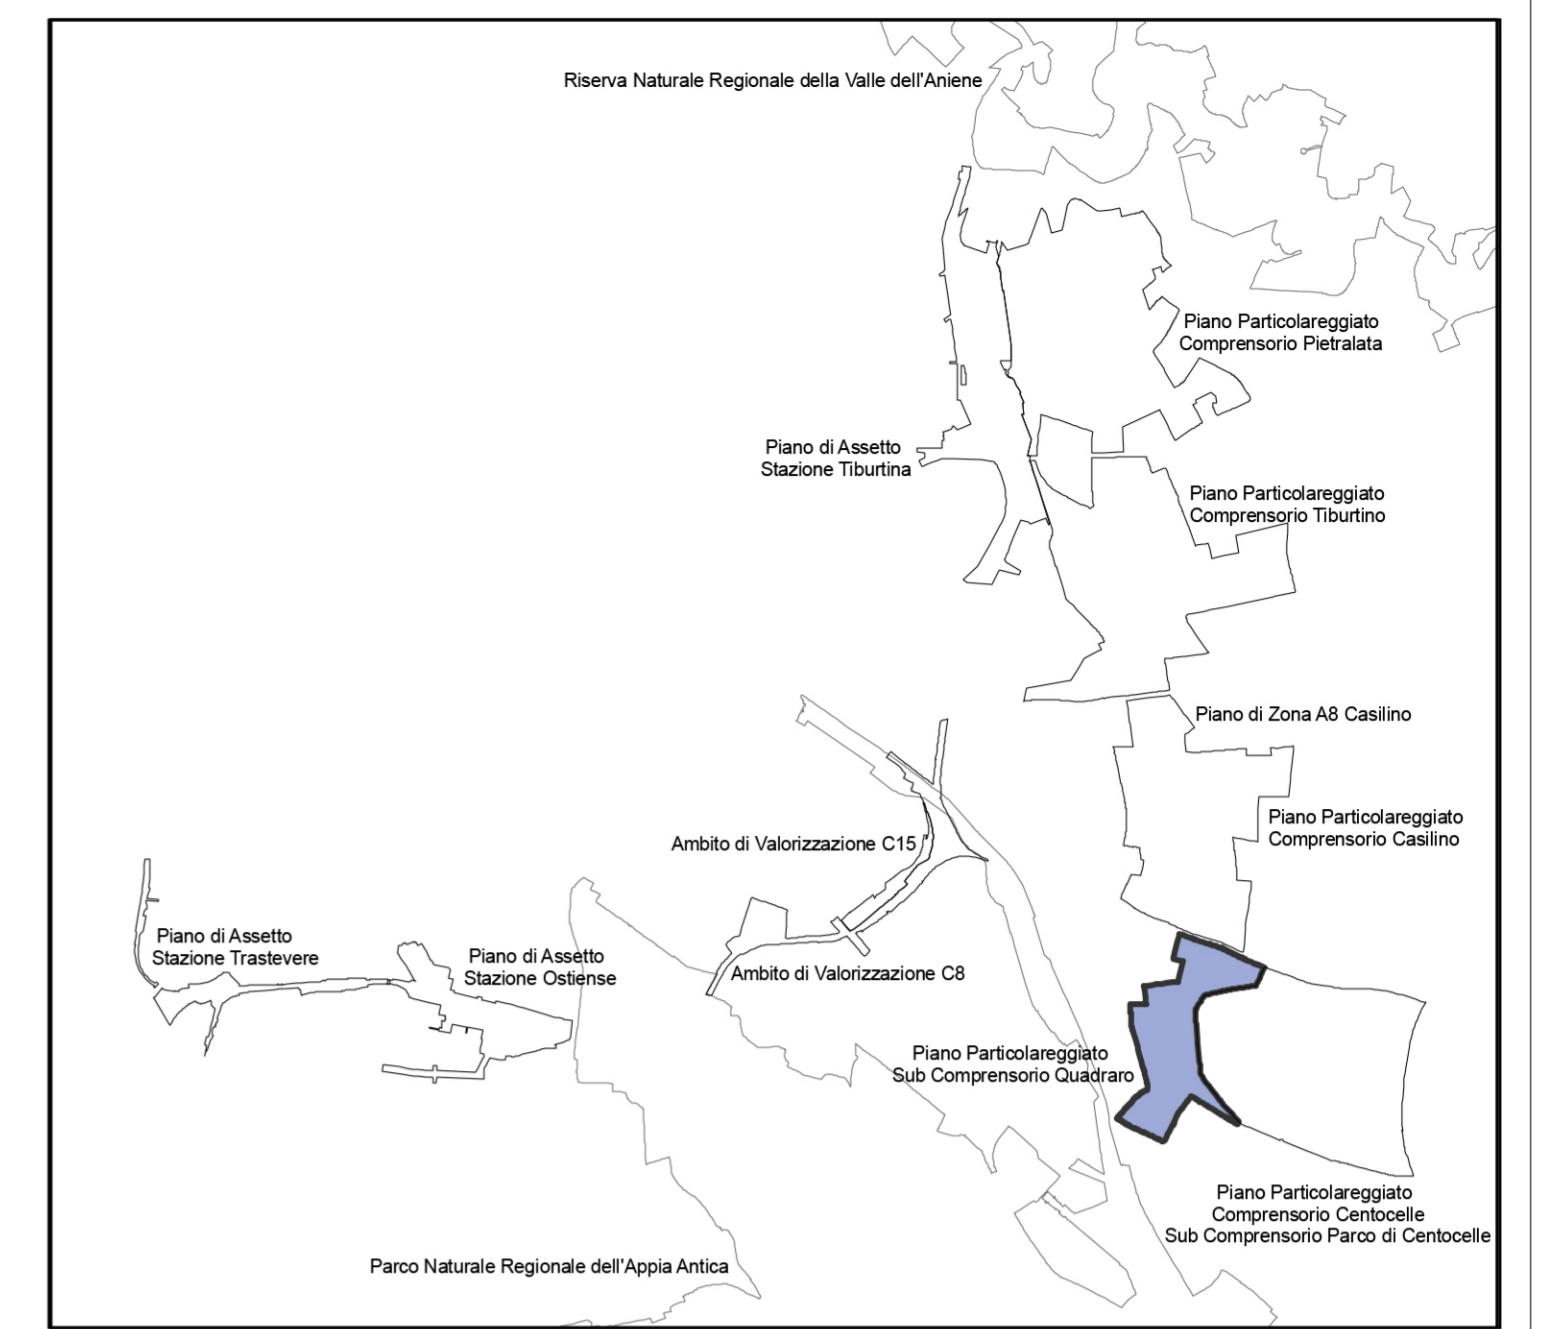 Riserva Naturale Regionale della Valle dell'Aniene
Piano Particolareggiato
Comprensorio Pietralata
Piano di Assetto
Stazione Tiburtina
Piano Particolareggiato
Comprensorio Tiburtino
Piano di Zona A8 Casilino
Piano Particolareggiato
Comprensorio Casilino
Ambito di Valorizzazione C15
Piano di Assetto
Stazione Trastevere
Piano di Assetto
Stazione Ostiense
Ambito di Valorizzazione C8
Piano Particolareggiato
Sub Comprensorio Quadraro
Piano Particolareggiato
Comprensorio Centocelle
Sub Comprensorio Parco di Centocelle
Parco Naturale Regionale dell'Appia Antica